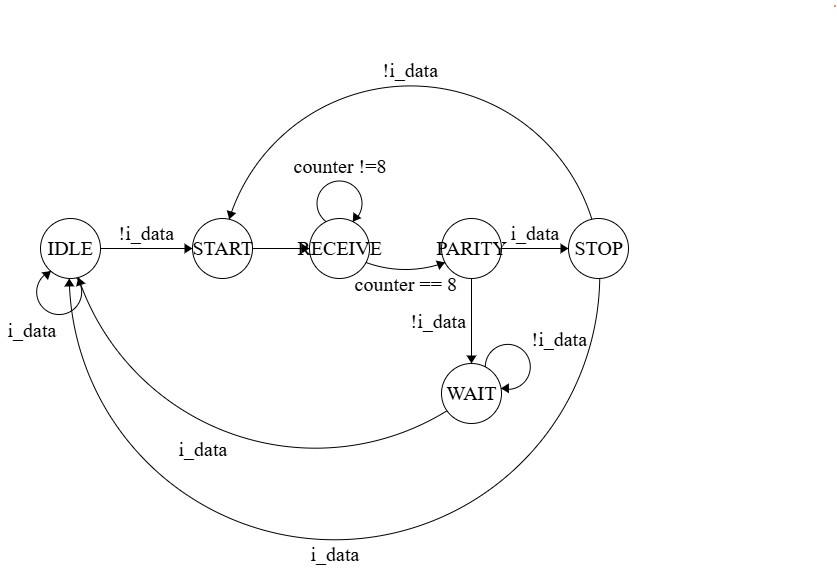 !i_data
counter !=8
IDLE
!i_data
START
RECEIVE
PARITY
i_data
STOP
counter == 8
i_data
!i_data
!i_data
WAIT
i_data
i_data